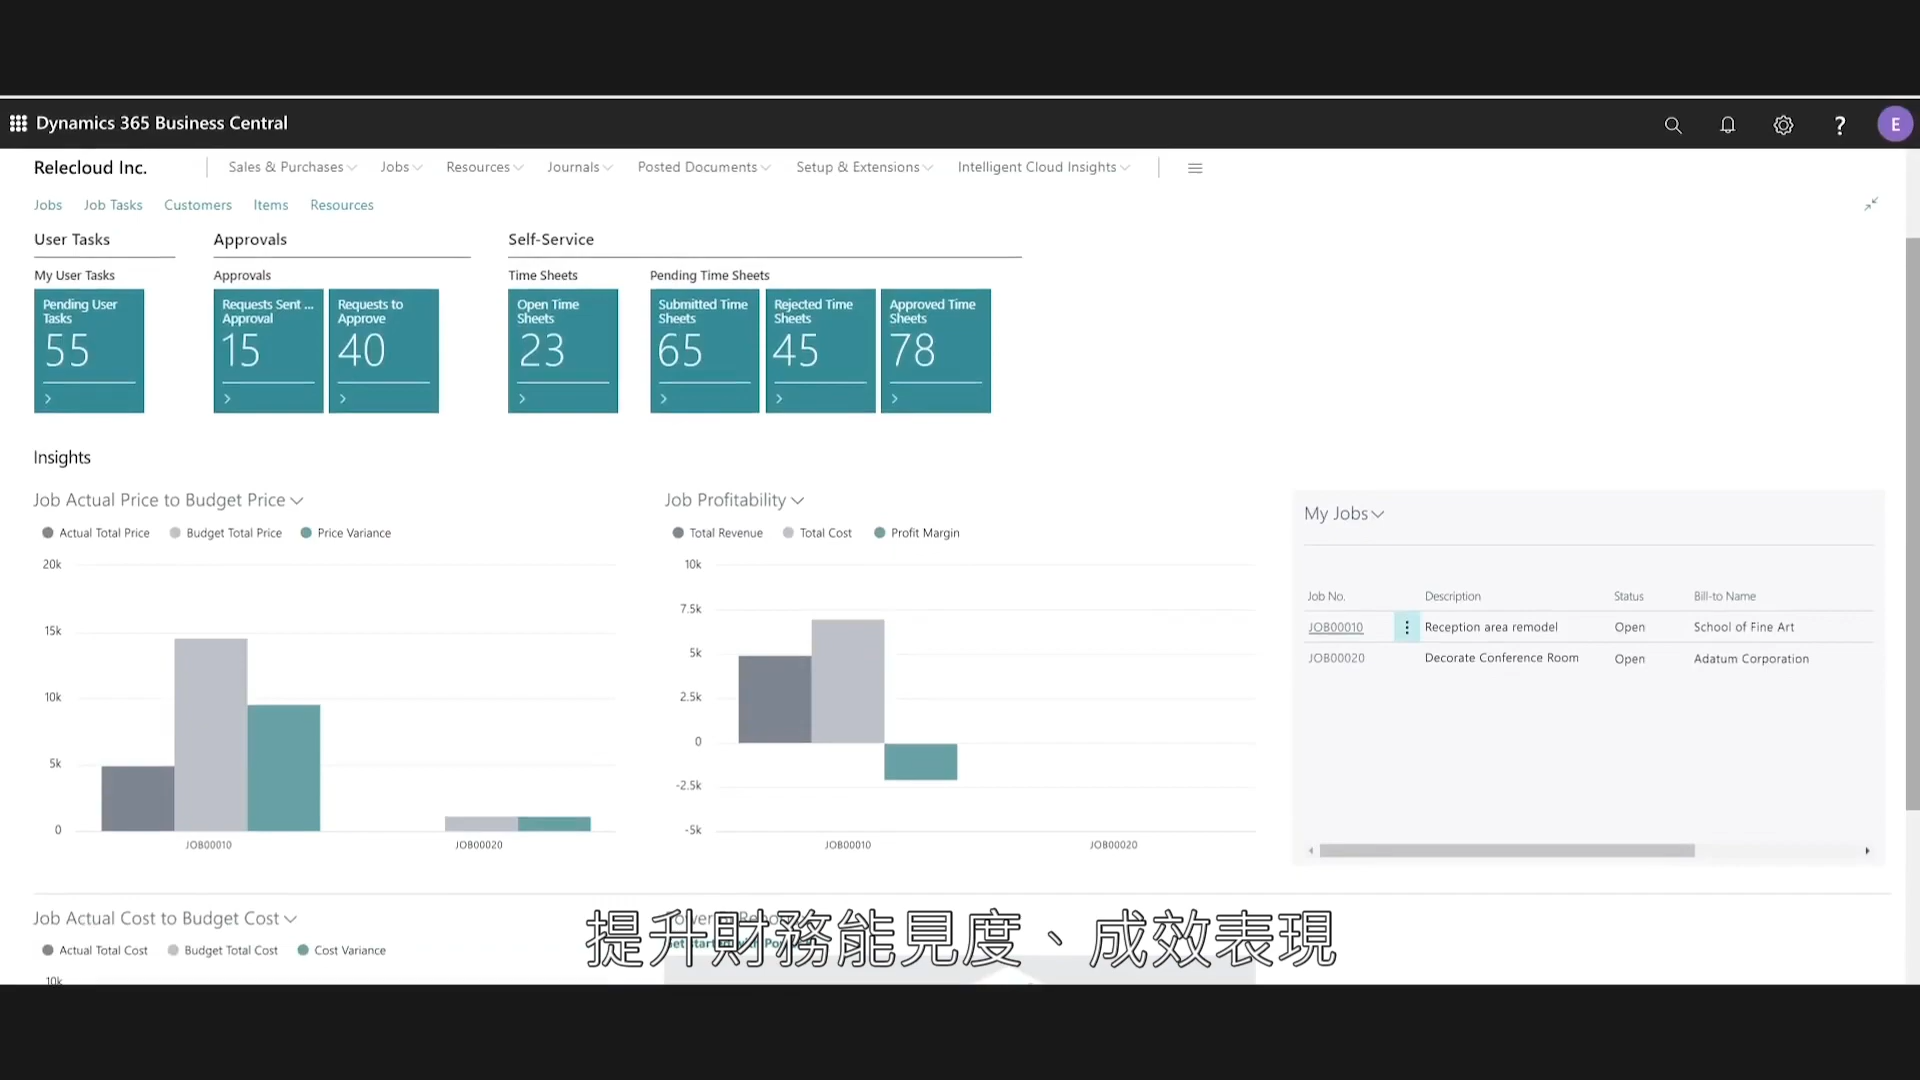 Dynamics 365 Business Central
?
E
Relecloud Inc.
Sales & Purchases
Jobs
Resources
Journals
Posted Documents
Setup & Extensions
Intelligent Cloud Insights
Jobs
Job Tasks
Customers
Items
Resources
User Tasks
Approvals
Self-Service
My User Tasks
Approvals
Time Sheets
Pending Time Sheets
Pending User
Tasks
55
Requests Sent ...
Approval
15
Requests to
Approve
40
Open Time
Sheets
23
Submitted Time
Sheets
65
Rejected Time
Sheets
45
Approved Time
Sheets
78
Insights
Job Actual Price to Budget Price
Actual Total Price
Budget Total Price
Price Variance
20k
15k
10k
5k
0
JOB00010
JOB00020
Job Profitability
Total Revenue
Total Cost
Profit Margin
10k
7.5k
5k
2.5k
0
-2.5k
-5k
JOB00010
JOB00020
My Jobs
Job No.
Description
Status
Bill-to Name
JOB00010
Reception area remodel
Open
School of Fine Art
JOB00020
Decorate Conference Room
Open
Adatum Corporation
Job Actual Cost to Budget Cost
Actual Total Cost
Budget Total Cost
Cost Variance
10k
提升財務能見度、成效表現